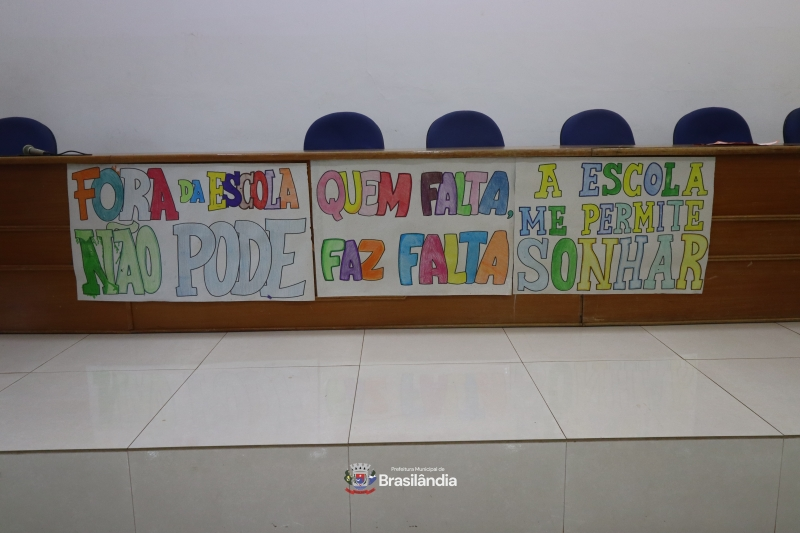 FORA DA ESCOLA
NÃO PODE
QUEM FALTA,
FAZ FALTA
A ESCOLA
ME PERMITE
SONHAR
Prefeitura Municipal de
Brasilândia